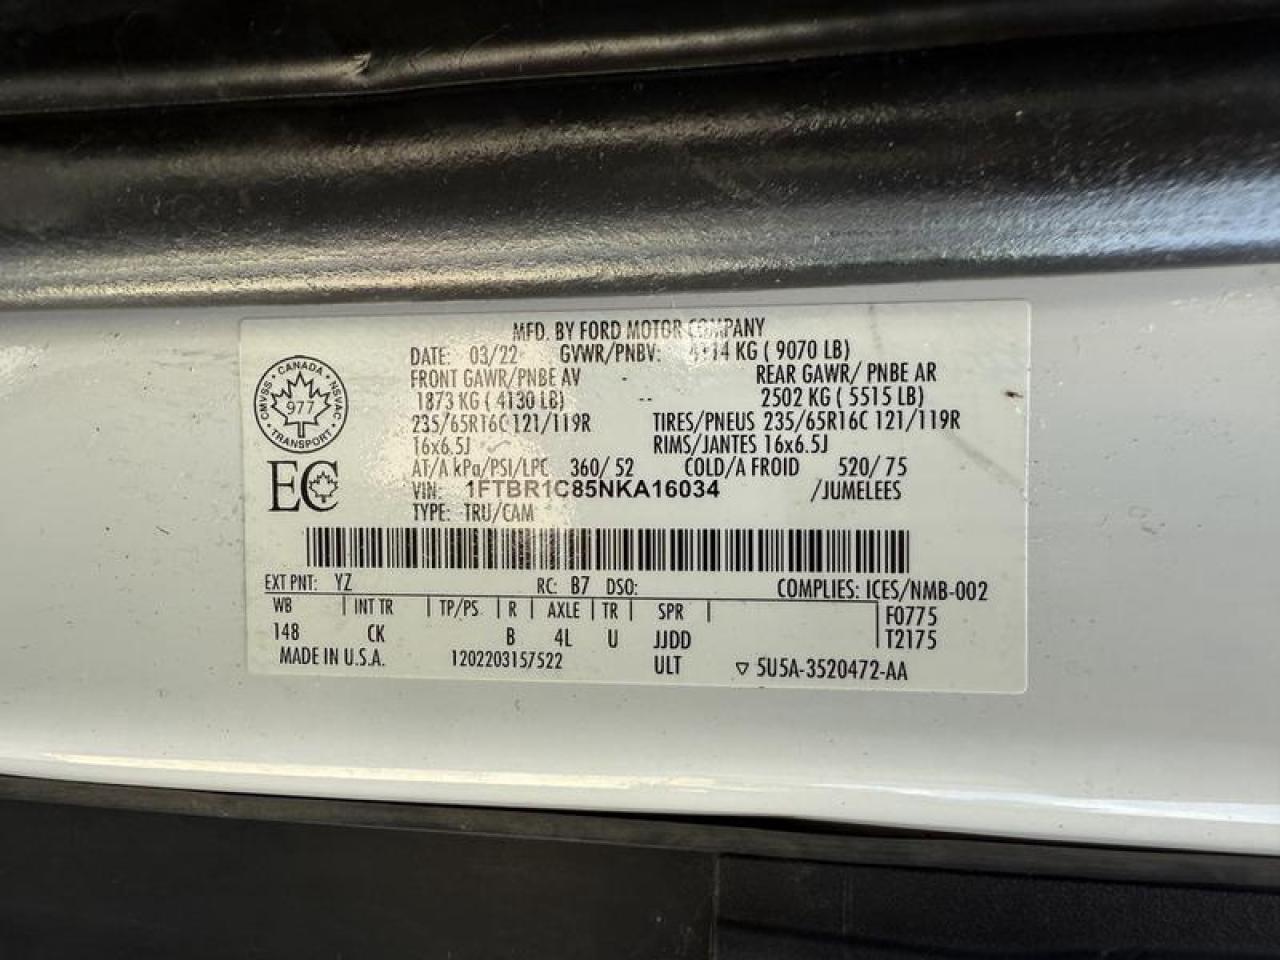 MFD. BY FORD MOTOR COMPANY
DATE: 03/22 GVWR/PNBV: 4114 KG ( 9070 LB)
FRONT GAWR/PNBE AV REAR GAWR/ PNBE AR
1873 KG ( 4130 LB) -- 2502 KG ( 5515 LB)
235/65R16C 121/119R TIRES/PNEUS 235/65R16C 121/119R
16x6.5J RIMS/JANTES 16x6.5J
AT/A kPa/PSI/LPC 360/ 52 COLD/A FROID 520/ 75
VIN: 1FTBR1C85NKA16034 /JUMELEES
TYPE: TRU/CAM
CMVSS • CANADA • NSVAC
977
• TRANSPORT •
EC
EXT PNT: YZ RC: B7 DSO: COMPLIES: ICES/NMB-002
WB | INT TR | TP/PS | R | AXLE | TR | SPR | F0775
148 CK B 4L U JJDD T2175
MADE IN U.S.A. 1202203157522 ULT ▽ 5U5A-3520472-AA